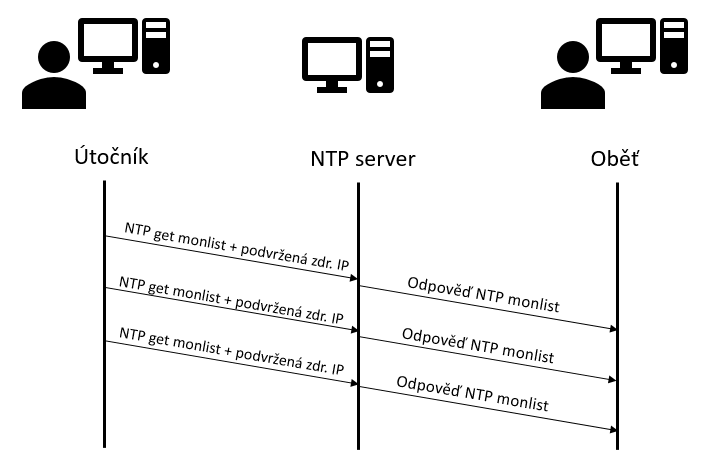 Útočník
NTP server
Oběť
NTP get monlist + podvržená zdr. IP
Odpověď NTP monlist
NTP get monlist + podvržená zdr. IP
Odpověď NTP monlist
NTP get monlist + podvržená zdr. IP
Odpověď NTP monlist